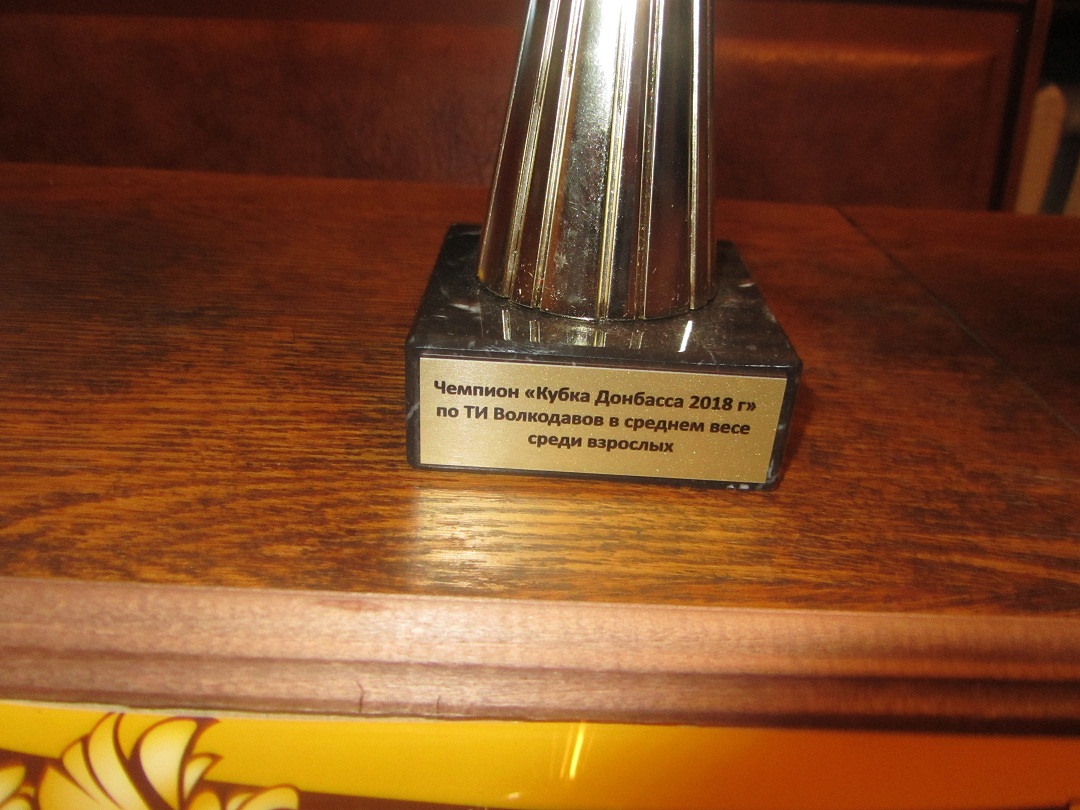 Чемпион «Кубка Донбасса 2018 г»
по ТИ Волкодавов в среднем весе
среди взрослых